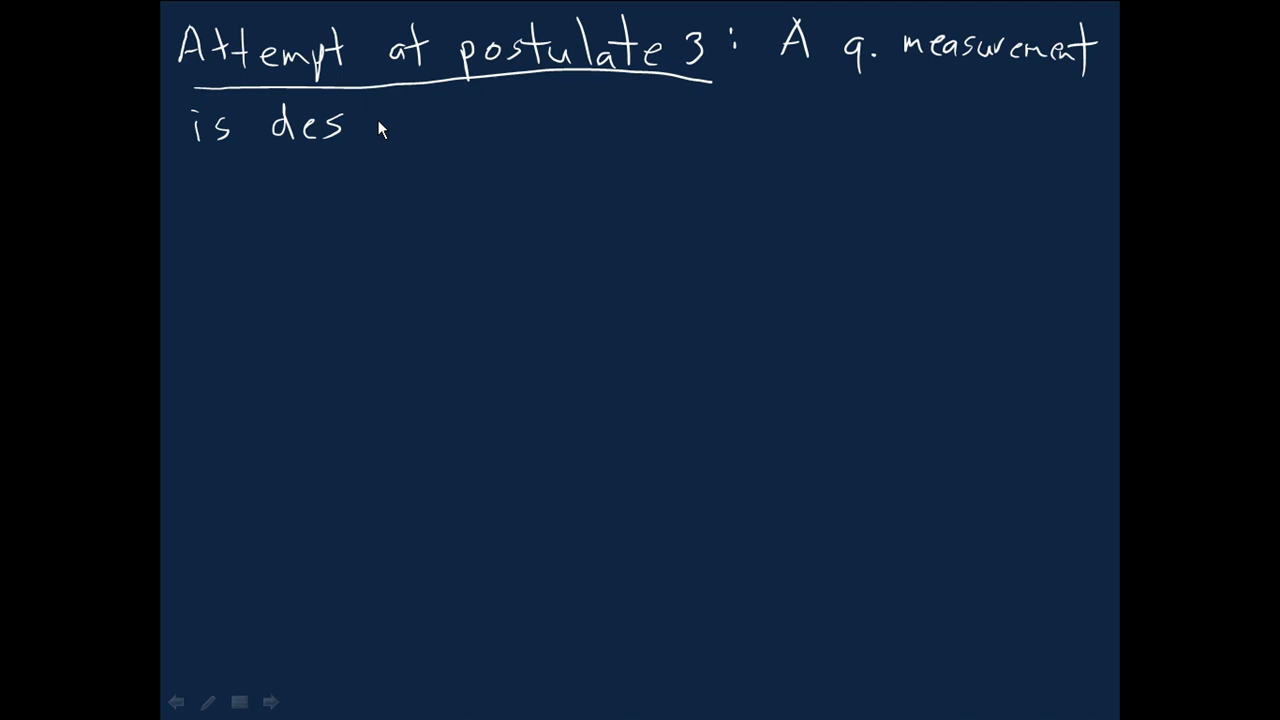 Attempt at postulate 3: A q. measurement
is des